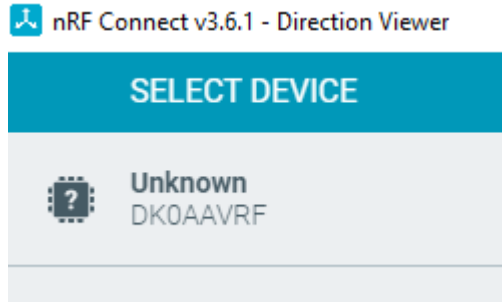 nRF Connect v3.6.1 - Direction Viewer
SELECT DEVICE
Unknown
DK0AAVRF